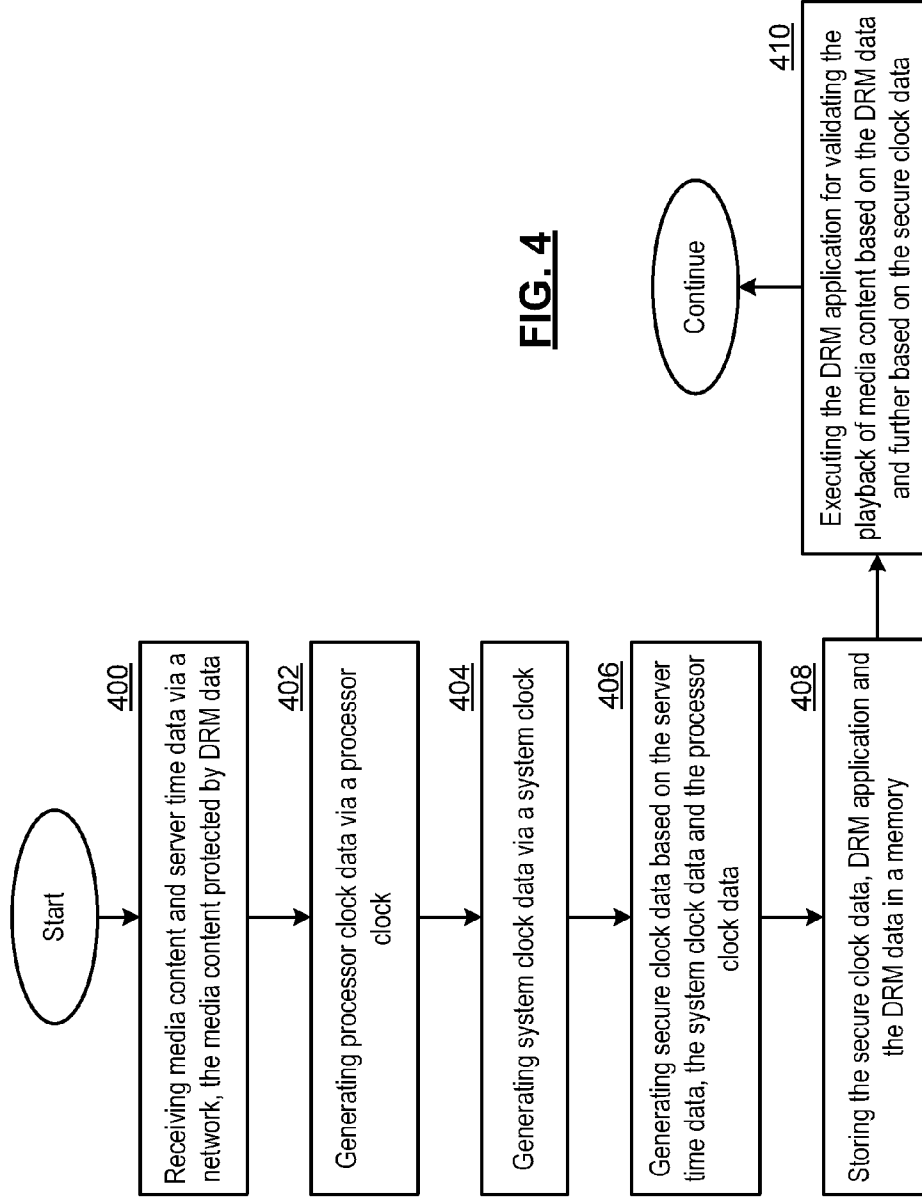 Start
400
Receiving media content and server time data via a
network, the media content protected by DRM data
402
Generating processor clock data via a processor
clock
404
Generating system clock data via a system clock
406
Generating secure clock data based on the server
time data, the system clock data and the processor
clock data
408
Storing the secure clock data, DRM application and
the DRM data in a memory
410
Executing the DRM application for validating the
playback of media content based on the DRM data
and further based on the secure clock data
Continue
FIG. 4